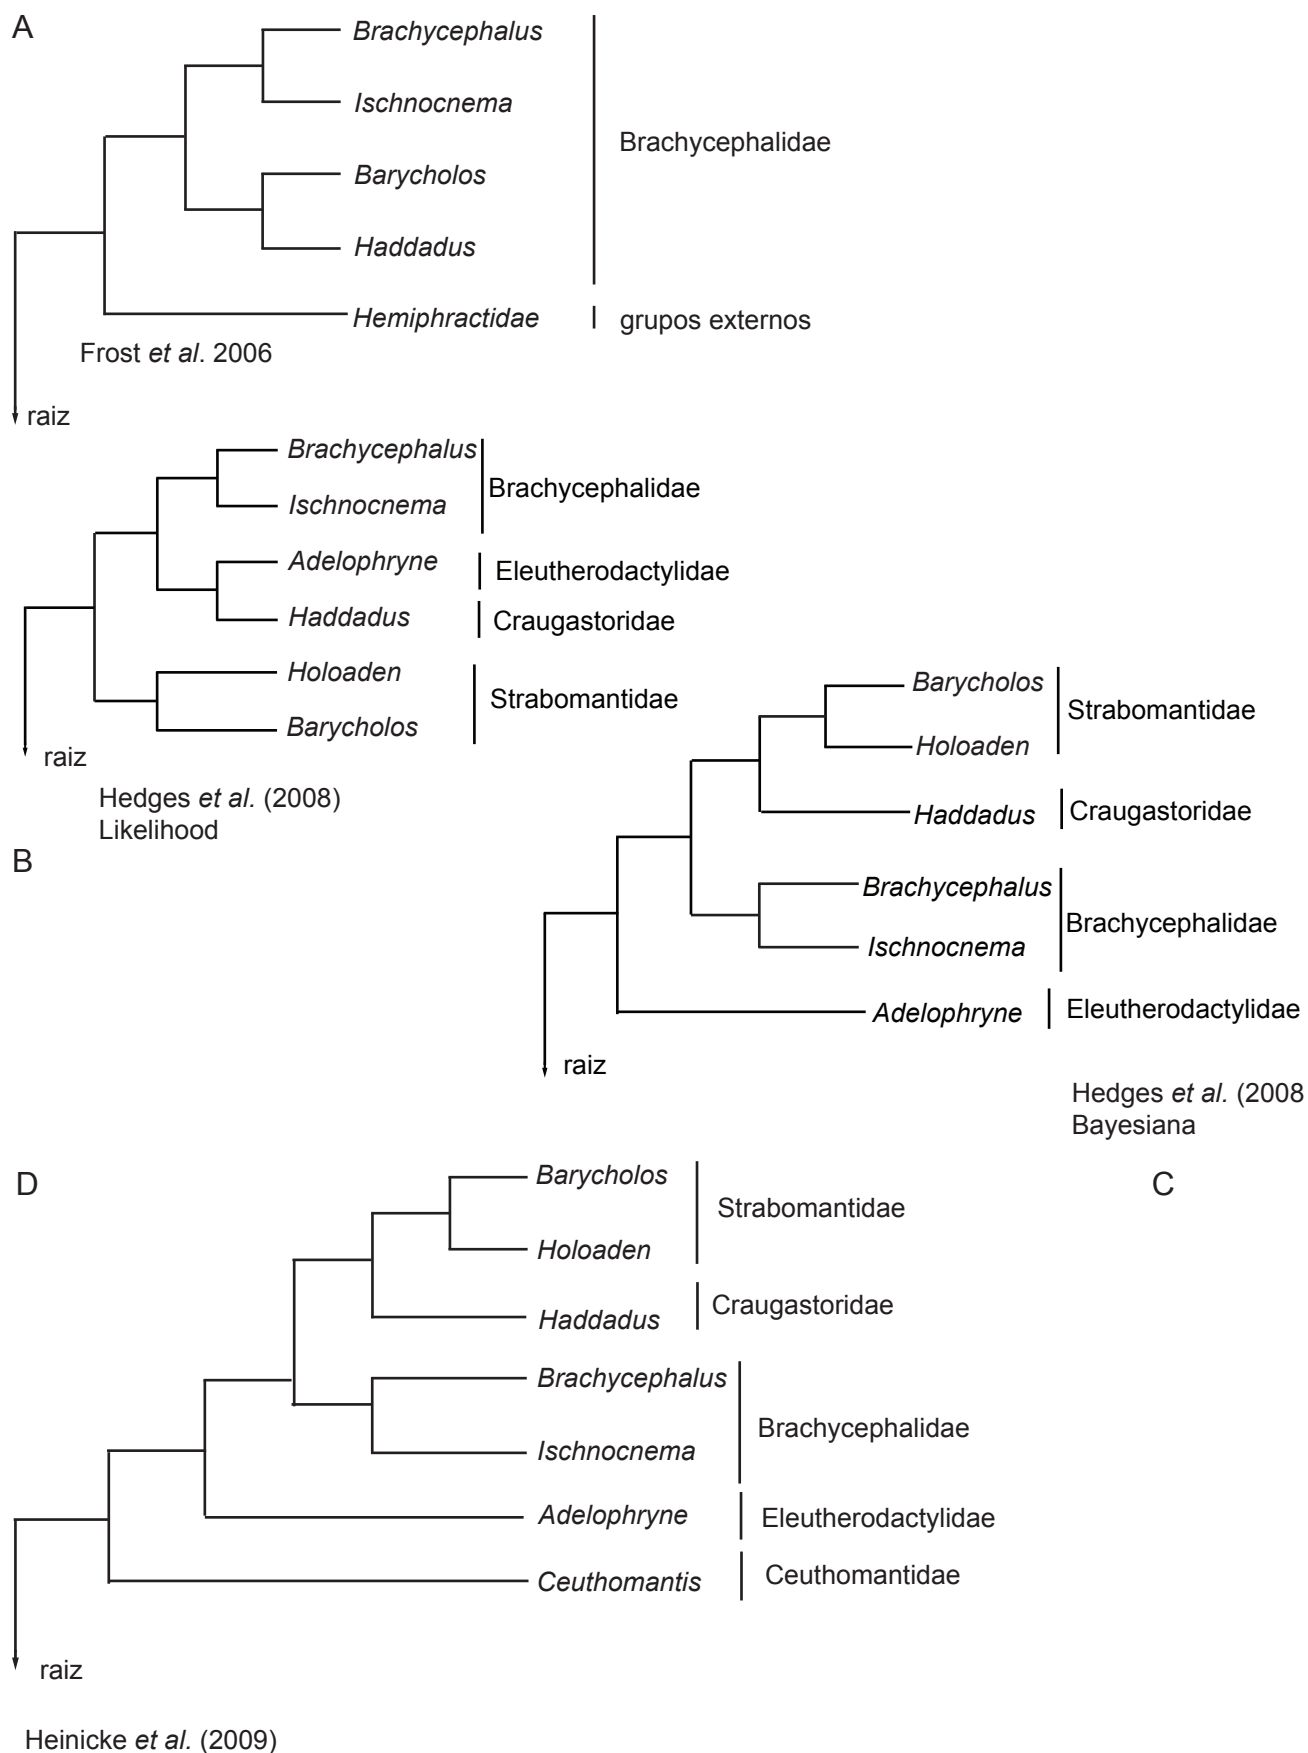 A
Brachycephalus
Ischnocnema
Brachycephalidae
Barycholos
Haddadus
Hemiphractidae
grupos externos
Frost et al. 2006
raiz
Brachycephalus
Brachycephalidae
Ischnocnema
Adelophryne
Eleutherodactylidae
Haddadus
Craugastoridae
Holoaden
Strabomantidae
Barycholos
raiz
Hedges et al. (2008)
Likelihood
B
Barycholos
Strabomantidae
Holoaden
Haddadus
Craugastoridae
Brachycephalus
Brachycephalidae
Ischnocnema
Adelophryne
Eleutherodactylidae
raiz
Hedges et al. (2008
Bayesiana
C
D
Barycholos
Strabomantidae
Holoaden
Haddadus
Craugastoridae
Brachycephalus
Brachycephalidae
Ischnocnema
Adelophryne
Eleutherodactylidae
Ceuthomantis
Ceuthomantidae
raiz
Heinicke et al. (2009)